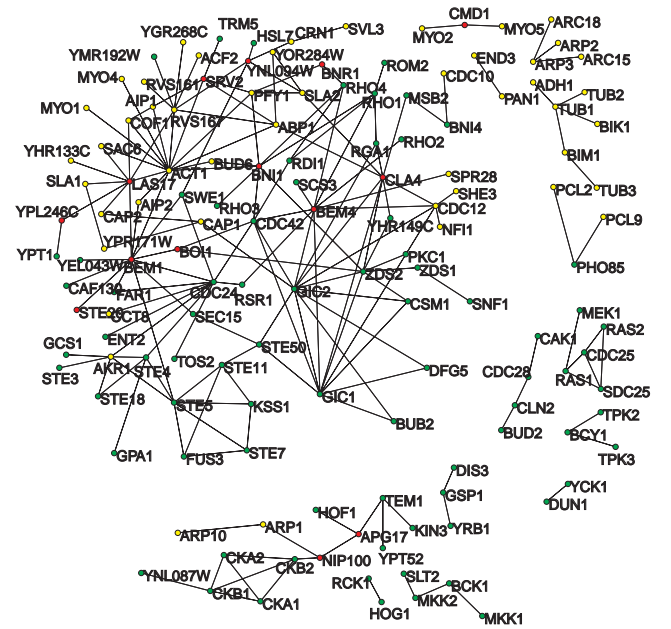 CMD1
MYO2
MYO5
ARC18
ARP2
ARC15
ARP3
TRM5
SVL3
CRN1
HSL7
YGR268C
ACF2
YOR284W
YMR192W
YNL094W
BNR1
ROM2
END3
CDC10
PAN1
ADH1
TUB2
TUB1
BIK1
BIM1
TUB3
MYO4
RVS161
SRV2
PFY1
SLA2
RHO4
RHO1
MSB2
BNI4
MYO1
AIP1
COF1
RVS167
ABP1
RHO2
RGA1
YHR133C
SAC6
ACT1
BUD6
BNI1
RDI1
CLA4
SPR28
SHE3
SLA1
LAS17
SWE1
SCS3
CDC12
NFI1
YPL246C
AIP2
CAP2
RHO3
CDC42
BEM4
YHR149C
CAP1
YPR171W
BOI1
YPT1
YEL043W
BEM1
PKC1
ZDS1
ZDS2
CAF130
FAR1
CDC24
RSR1
GIC2
CSM1
SNF1
STE20
GCT8
SEC15
GCS1
ENT2
STE50
STE3
AKR1
STE4
TOS2
STE11
DFG5
STE18
STE5
KSS1
GIC1
BUB2
GPA1
FUS3
STE7
PCL2
PCL9
PHO85
MEK1
RAS2
CAK1
CDC25
CDC28
RAS1
SDC25
CLN2
TPK2
BUD2
BCY1
TPK3
DIS3
GSP1
YRB1
YCK1
DUN1
HOF1
TEM1
ARP1
ARP10
APG17
KIN3
YPT52
CKA2
CKB2
NIP100
YNL087W
CKB1
CKA1
RCK1
HOG1
SLT2
BCK1
MKK2
MKK1